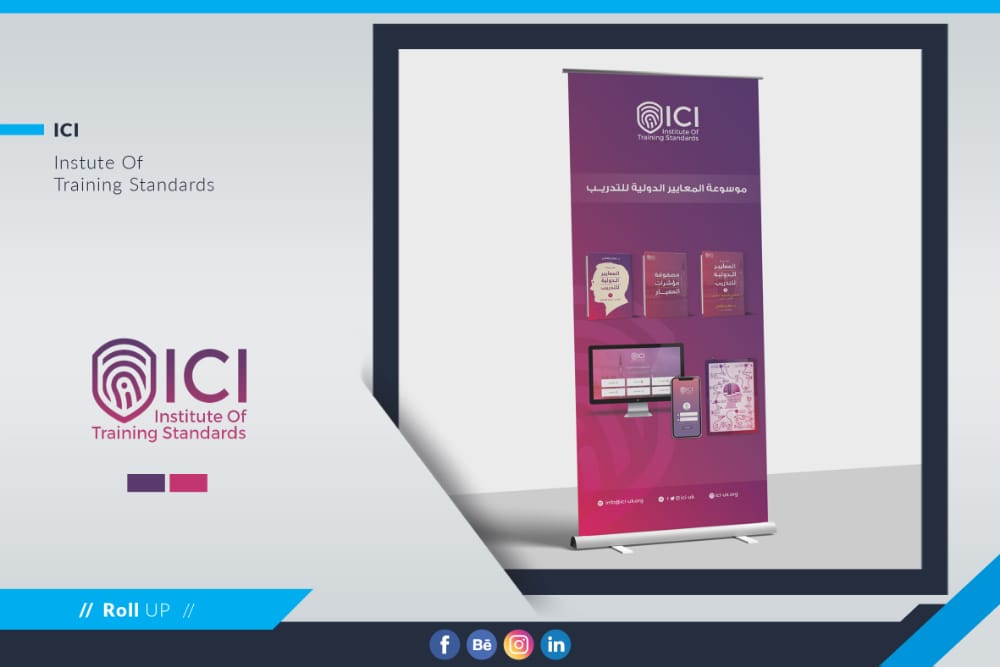 ICI
Instute Of
Training Standards
ICI
Institute Of
Training Standards
// Roll UP //
ICI
Institute Of
Training Standards
موسوعة المعايير الدولية للتدريب
المعايير
الدولية
للتدريب
مصفوفة
مؤشرات
المعيار
المعايير
الدولية
للتدريب
ICI
ICI
info@ici-uk.org
ici-uk
ici-uk.org
f
Bē
in